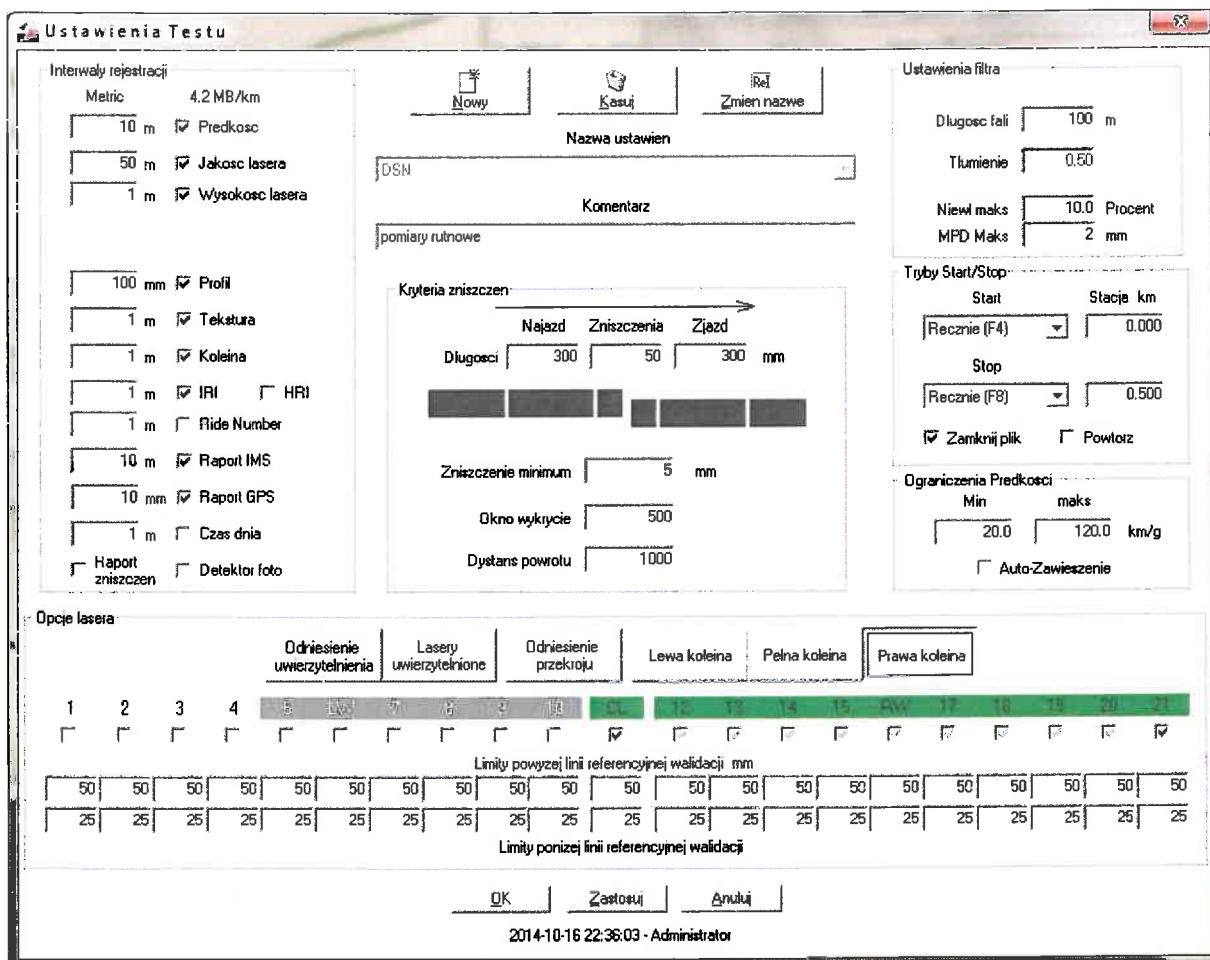 Ustawienia Testu
Interwaly rejestracji
Metric 4.2 MB/km
10 m Predkosc
50 m Jakosc lasera
1 m Wysokosc lasera
100 mm Profil
1 m Tekstura
1 m Koleina
1 m IRI HRI
1 m Ride Number
10 m Raport IMS
10 mm Raport GPS
1 m Czas dnia
Raport zniszczen Detektor foto
Nowy Kasuj Zmien nazwe
Nazwa ustawien
DSN
Komentarz
pomiary rutnowe
Kryteria zniszczen
Najazd Zniszczenia Zjazd
Dlugosci 300 50 300 mm
Zniszczenie minimum 5 mm
Okno wykrycie 500
Dystans powrotu 1000
Ustawienia filtra
Dlugosc fali 100 m
Tlumienie 0.50
Niewl maks 10.0 Procent
MPD Maks 2 mm
Tryby Start/Stop
Start Stacja km
Recznie (F4) 0.000
Stop
Recznie (F8) 0.500
Zamknij plik Powtorz
Ograniczenia Predkosci
Min maks
20.0 120.0 km/g
Auto-Zawieszenie
Opcje lasera
Odniesienie uwierzytelnienia Lasery uwierzytelnione Odniesienie przekroju Lewa koleina Pelna koleina Prawa koleina
1 2 3 4 7 8 9 10 CL 12 13 14 15 RW 17 18 19 20 21
Limity powyzej linii referencyjnej walidacji mm
50 50 50 50 50 50 50 50 50 50 50 50 50 50 50 50 50 50 50 50 50
25 25 25 25 25 25 25 25 25 25 25 25 25 25 25 25 25 25 25 25 25
Limity ponizej linii referencyjnej walidacji
OK Zastosuj Anuluj
2014-10-16 22:36:03 - Administrator